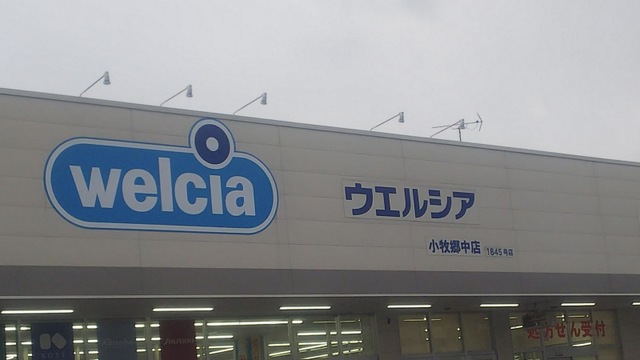 welcia
ウエルシア
小牧郷中店 1845号店
処方せん受付